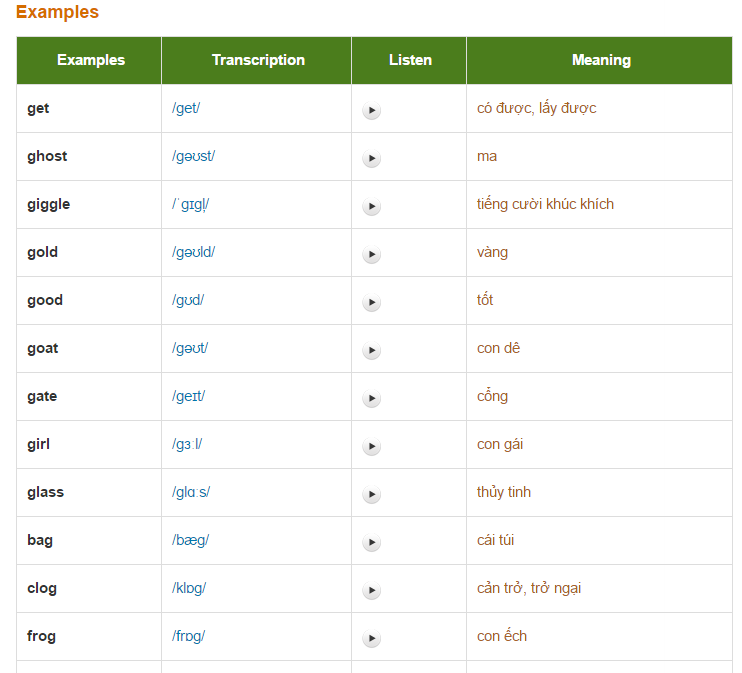 Examples
Examples Transcription Listen Meaning
get /get/ có được, lấy được
ghost /gəʊst/ ma
giggle /ˈgɪgl̩/ tiếng cười khúc khích
gold /gəʊld/ vàng
good /gʊd/ tốt
goat /gəʊt/ con dê
gate /geɪt/ cổng
girl /gɜːl/ con gái
glass /glɑːs/ thủy tinh
bag /bæg/ cái túi
clog /klɒg/ cản trở, trở ngại
frog /frɒg/ con ếch